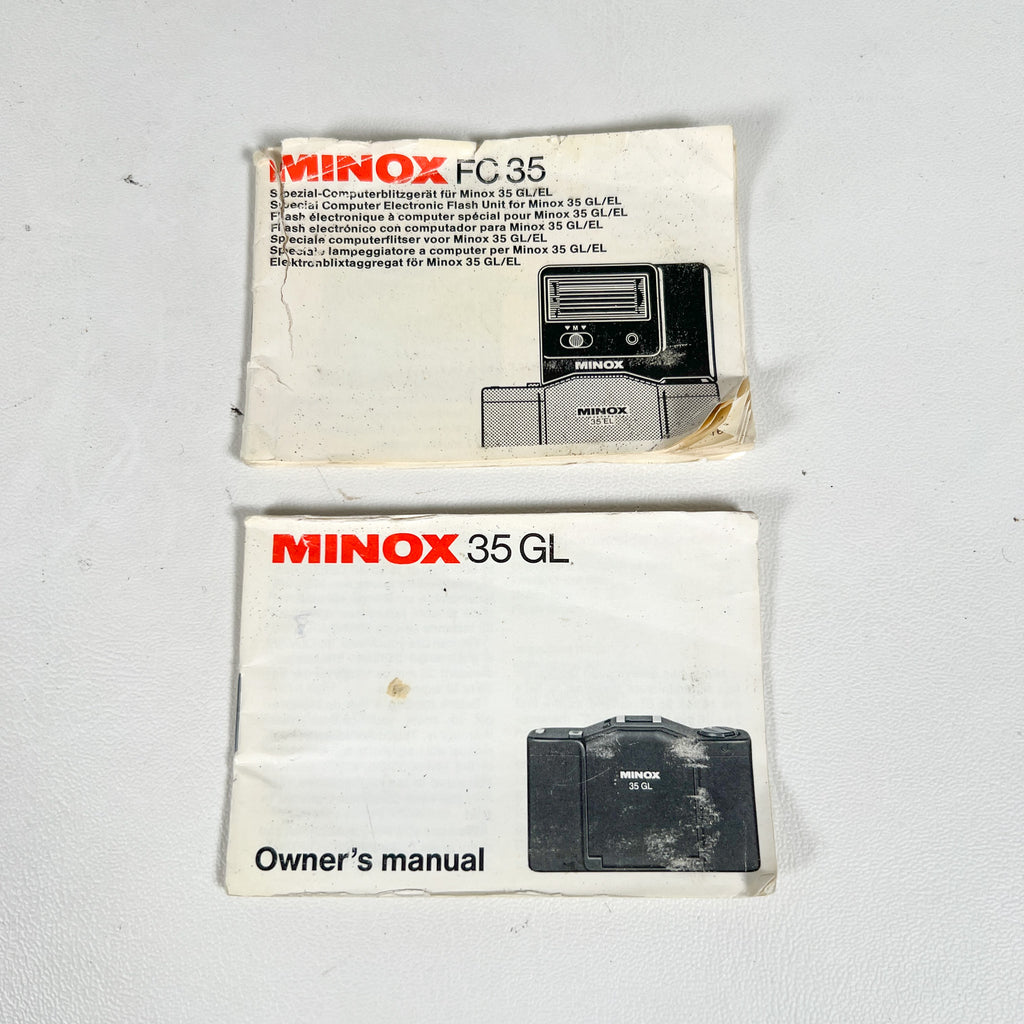 MINOX FC 35
Spezial-Computerblitzgerät für Minox 35 GL/EL
Special Computer Electronic Flash Unit for Minox 35 GL/EL
Flash électronique à computer spécial pour Minox 35 GL/EL
Flash electrónico con computador para Minox 35 GL/EL
Speciale computerflitser voor Minox 35 GL/EL
Speciale lampeggiatore a computer per Minox 35 GL/EL
Elektronblixtaggregat för Minox 35 GL/EL
M
MINOX
MINOX
35 EL
MINOX 35 GL
MINOX
35 GL
Owner's manual